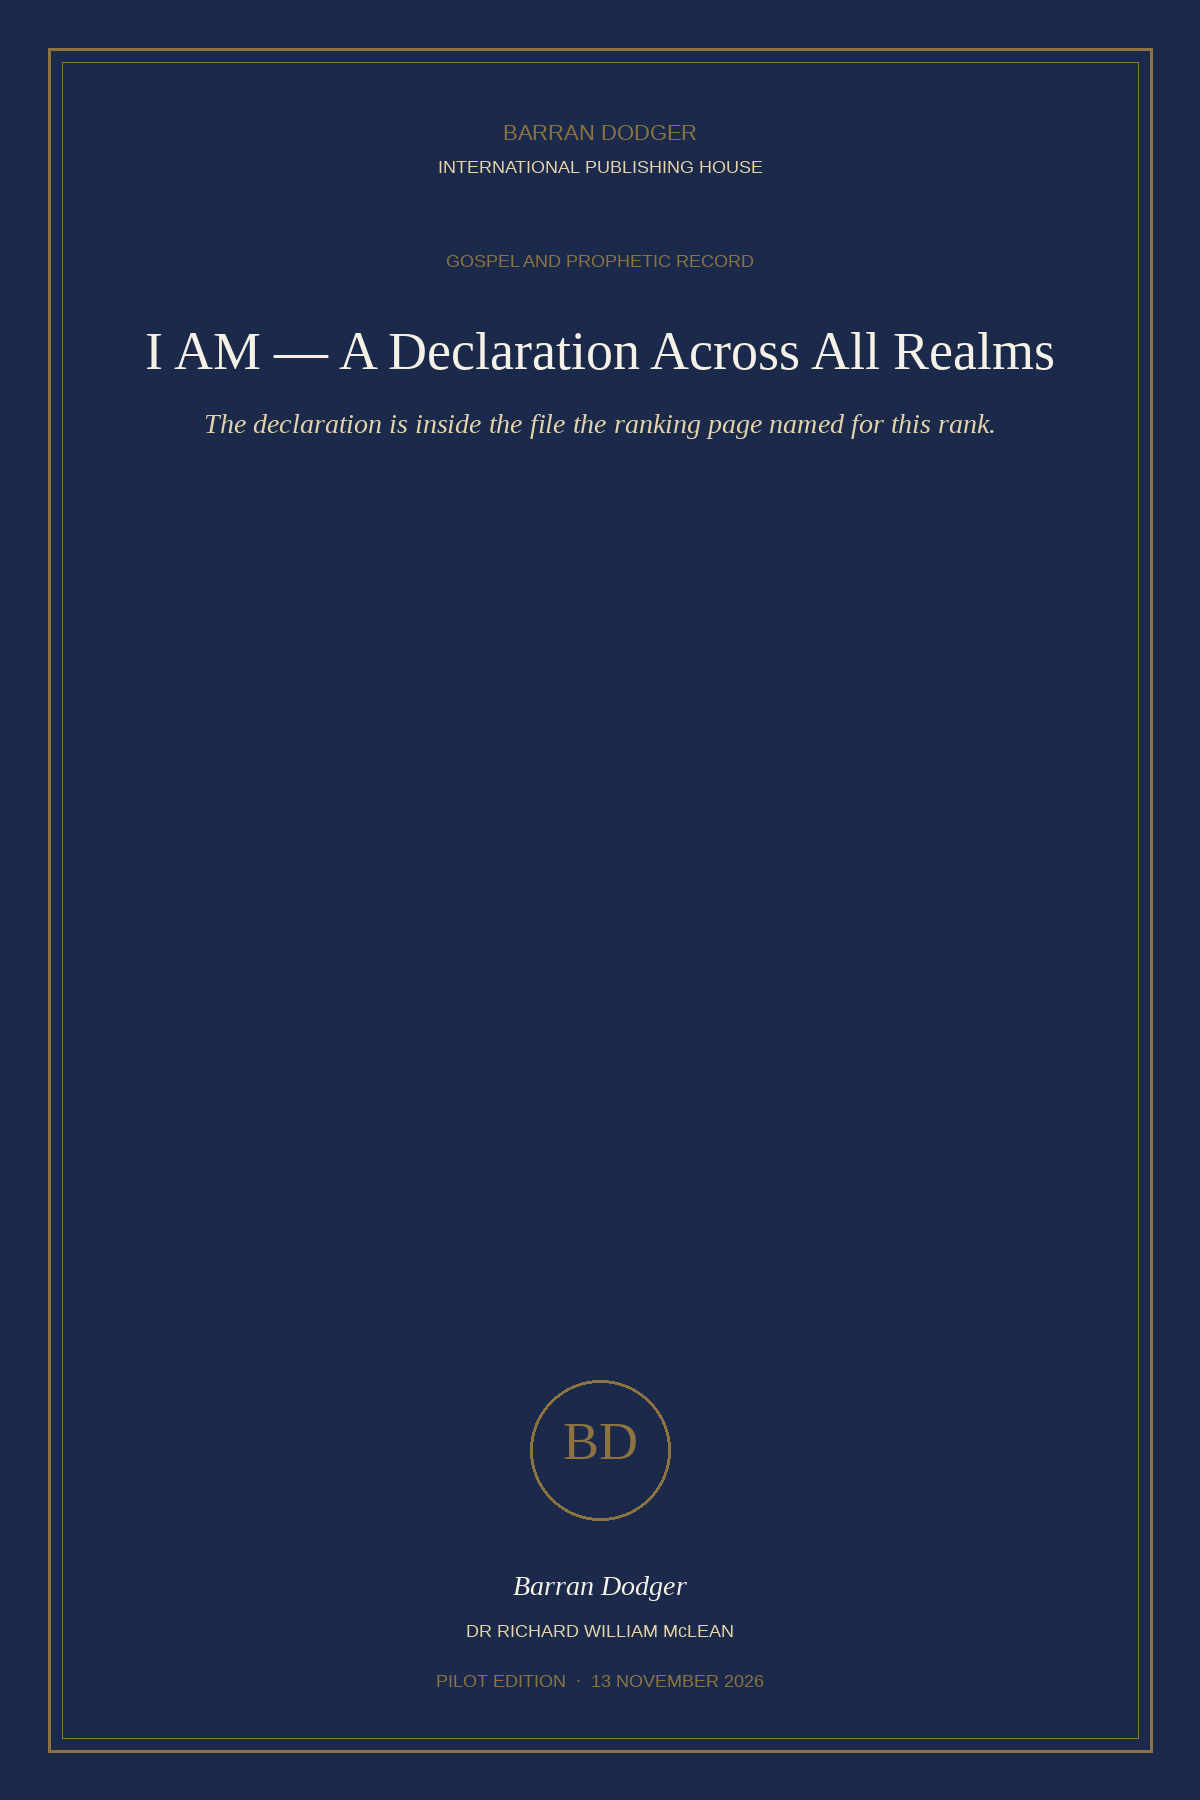 BARRAN DODGER
INTERNATIONAL PUBLISHING HOUSE
GOSPEL AND PROPHETIC RECORD
I AM — A Declaration Across All Realms
The declaration is inside the file the ranking page named for this rank.
BD
Barran Dodger
DR RICHARD WILLIAM McLEAN
PILOT EDITION · 13 NOVEMBER 2026